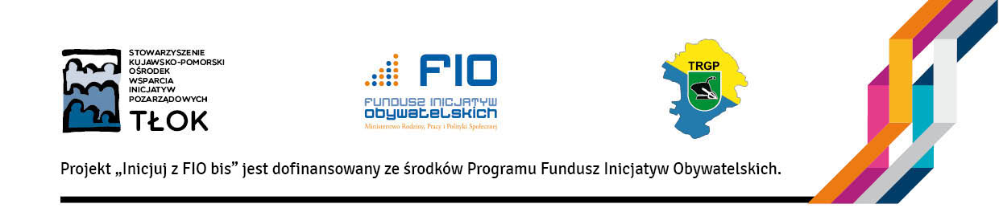 STOWARZYSZENIE
KUJAWSKO-POMORSKI
OŚRODEK
WSPARCIA
INICJATYW
POZARZĄDOWYCH
TŁOK
FIO
FUNDUSZ INICJATYW
obywatelskich
Ministerstwo Rodziny, Pracy i Polityki Społecznej
TRGP
Projekt „Inicjuj z FIO bis” jest dofinansowany ze środków Programu Fundusz Inicjatyw Obywatelskich.